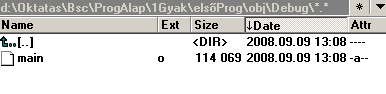 d:\Oktatas\Bsc\ProgAlap\1Gyak\elsőProg\obj\Debug\*.* * ▼
Name Ext Size ↓Date Attr
[..] <DIR> 2008.09.09 13:08 ----
main o 114 069 2008.09.09 13:08 -a--